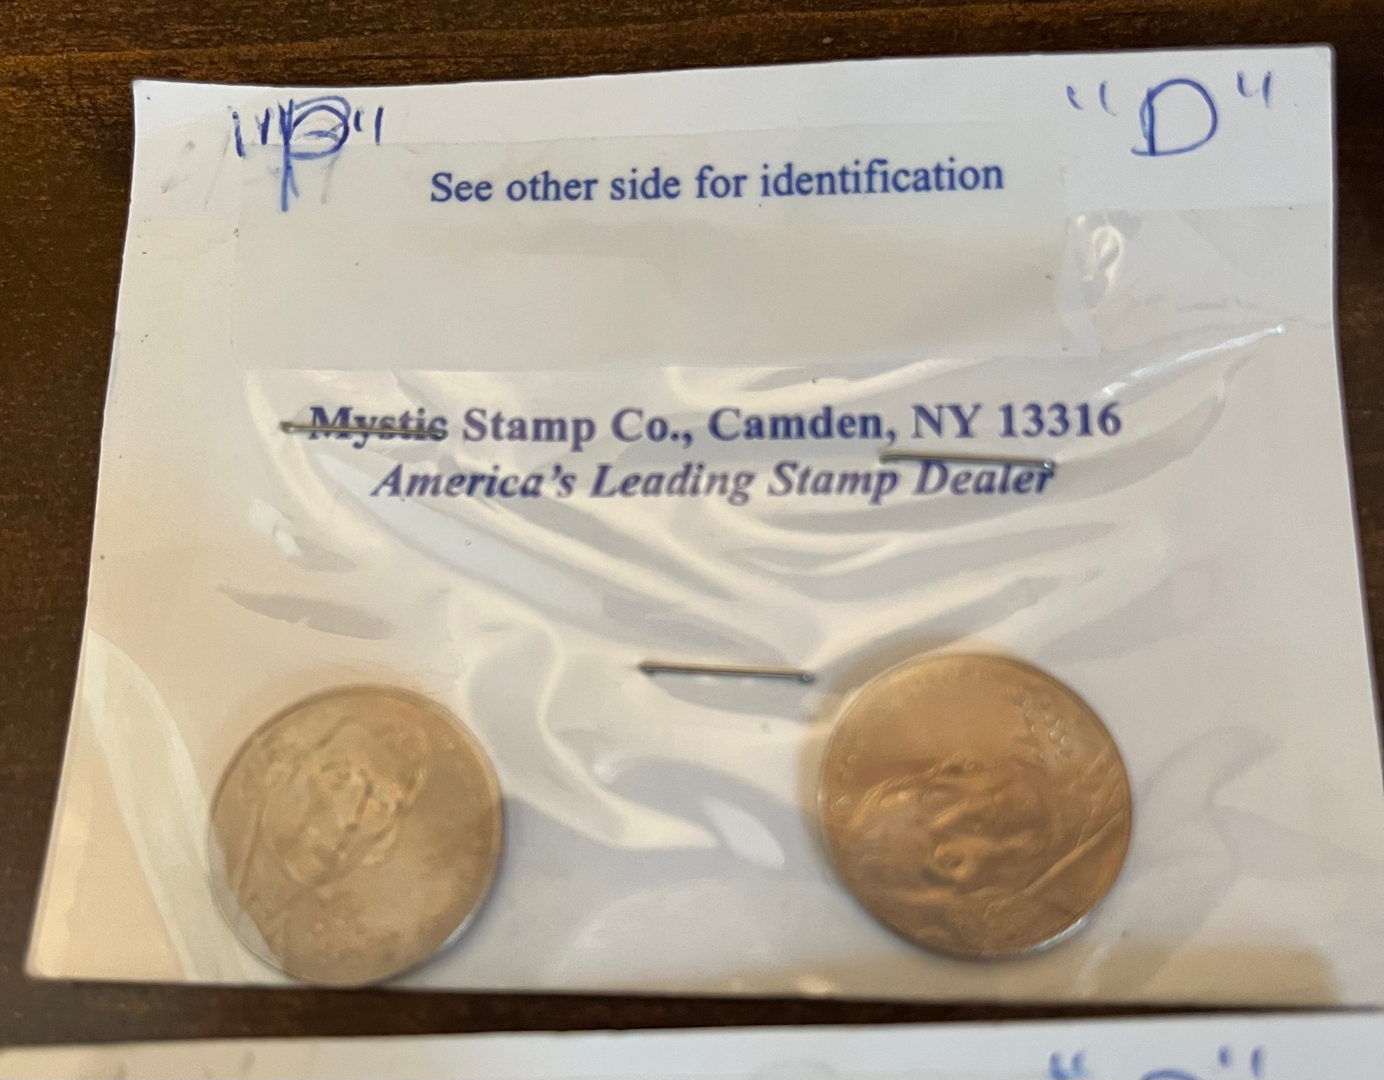 "P"
"D"
See other side for identification
Mystic Stamp Co., Camden, NY 13316
America's Leading Stamp Dealer